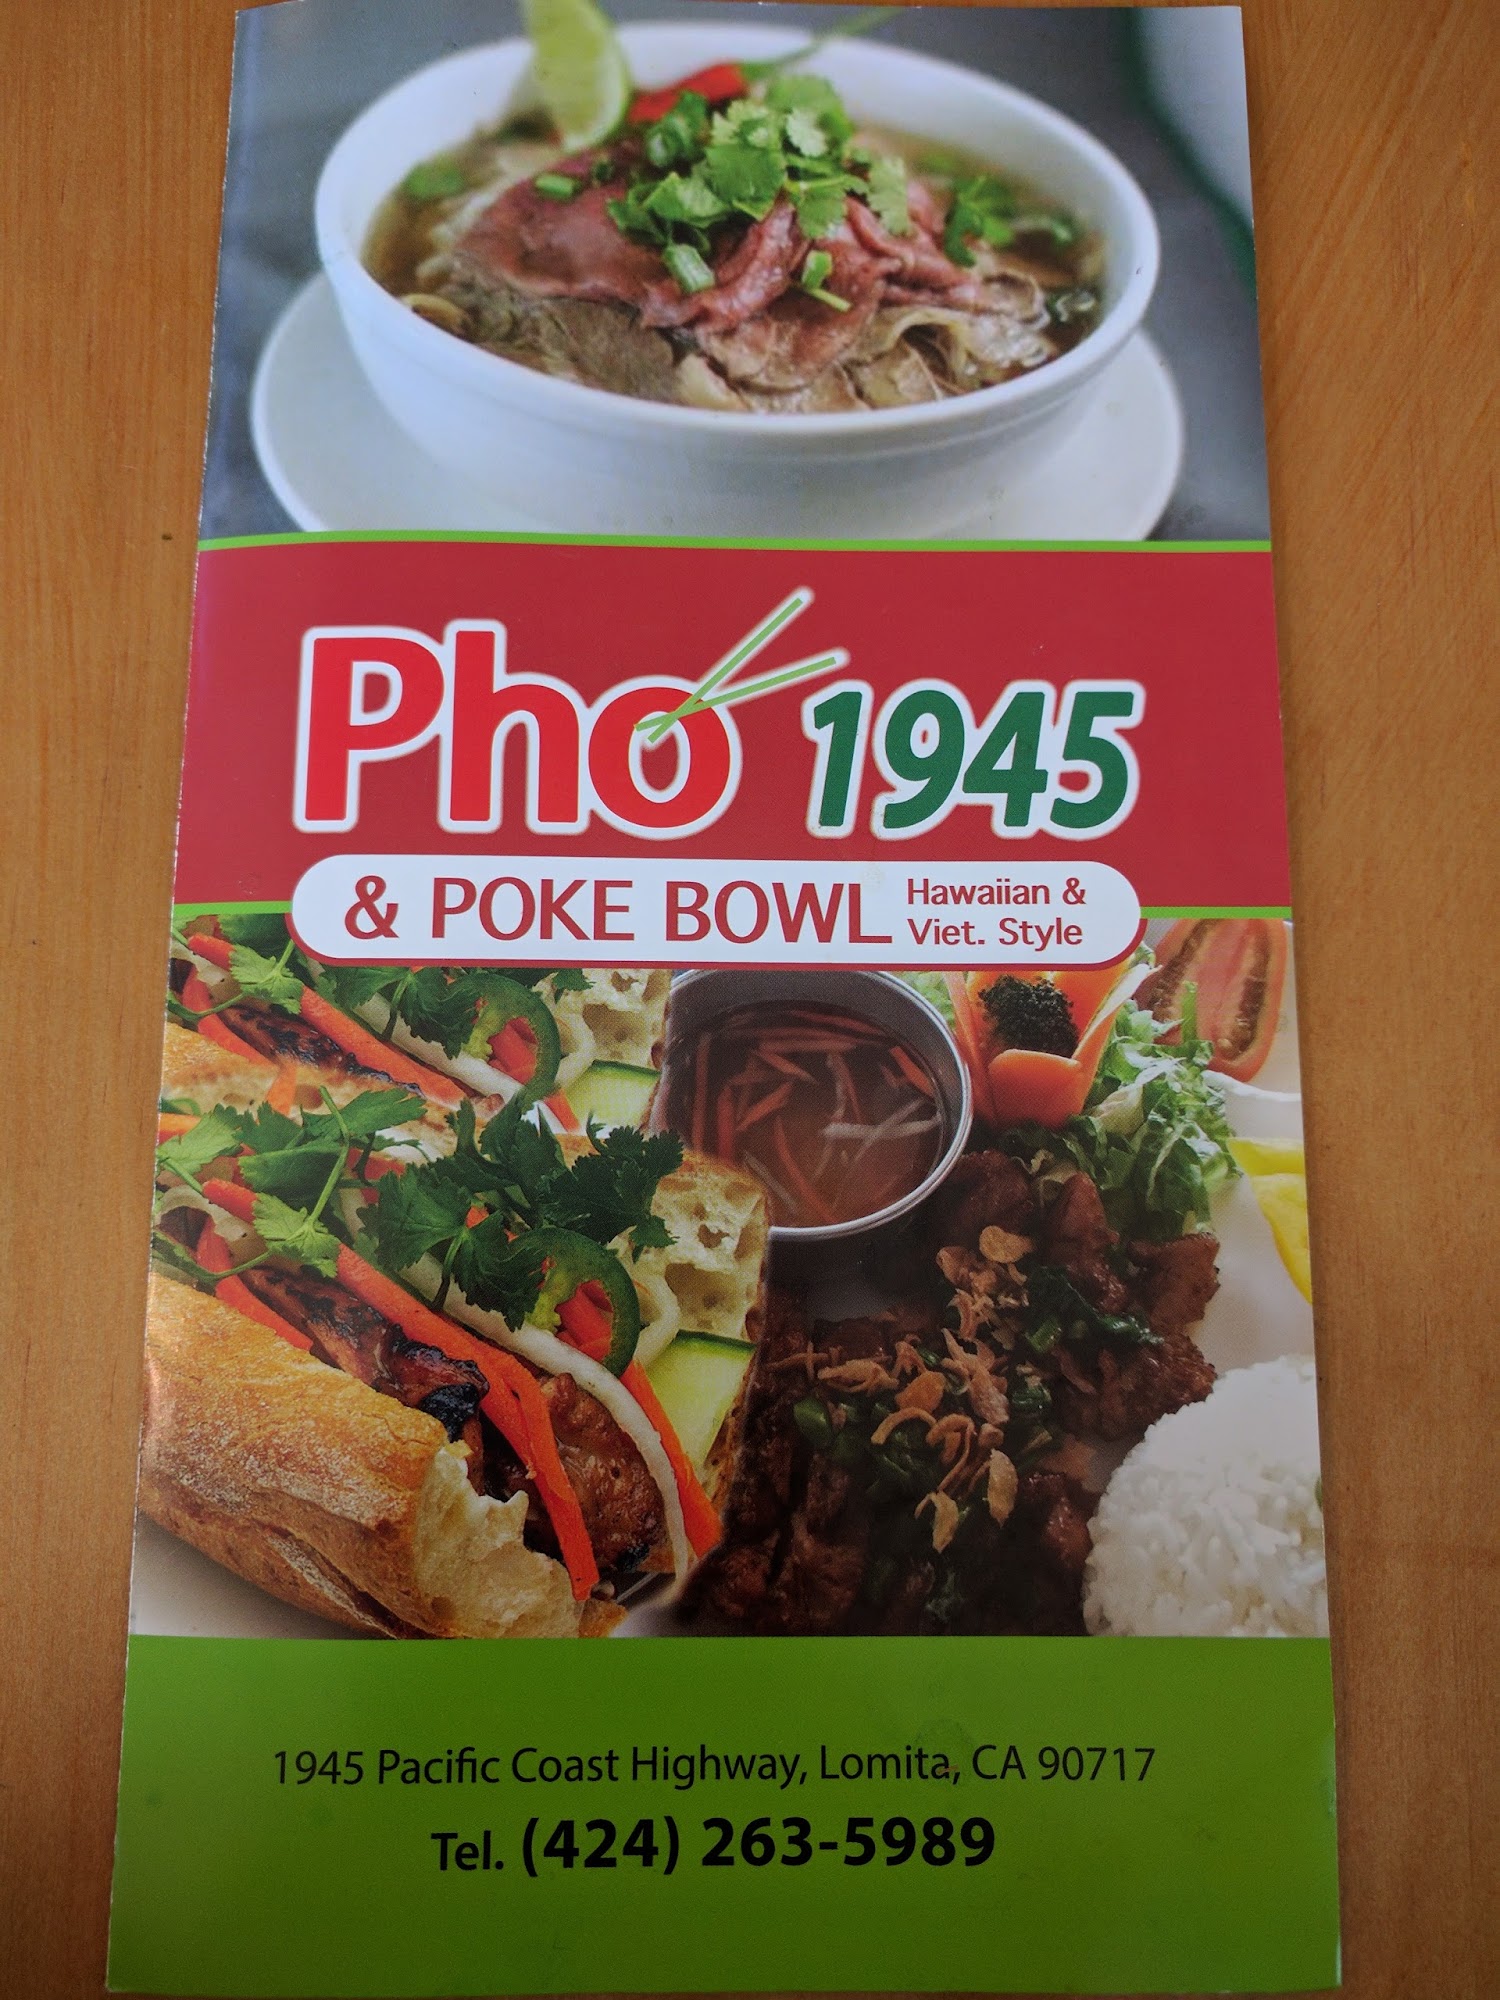 Pho 1945
& POKE BOWL Hawaiian &
Viet. Style
1945 Pacific Coast Highway, Lomita, CA 90717
Tel. (424) 263-5989